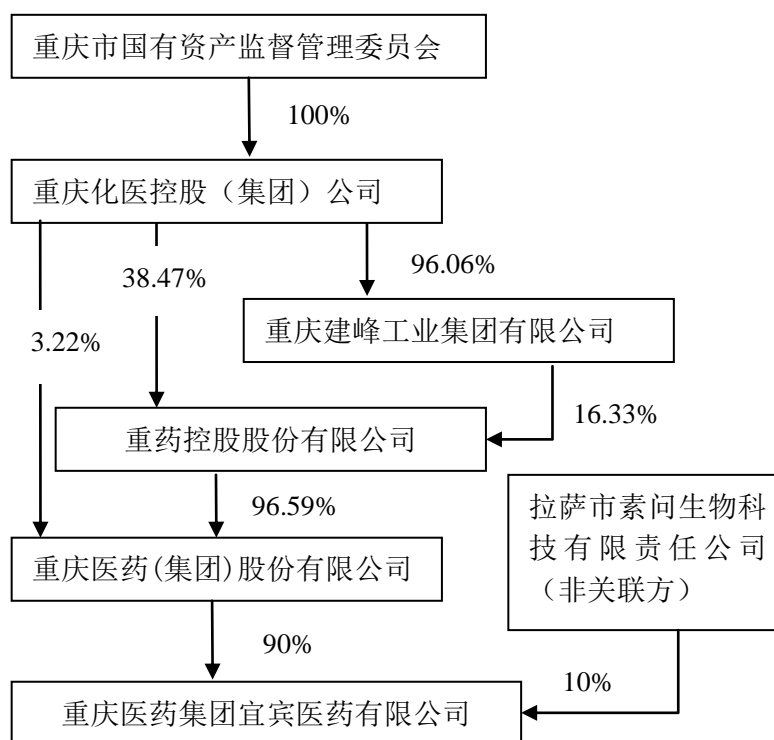 重庆市国有资产监督管理委员会
100%
重庆化医控股（集团）公司
38.47%
96.06%
3.22%
重庆建峰工业集团有限公司
16.33%
重药控股股份有限公司
96.59%
拉萨市素问生物科
技有限责任公司
（非关联方）
重庆医药(集团)股份有限公司
90%
10%
重庆医药集团宜宾医药有限公司